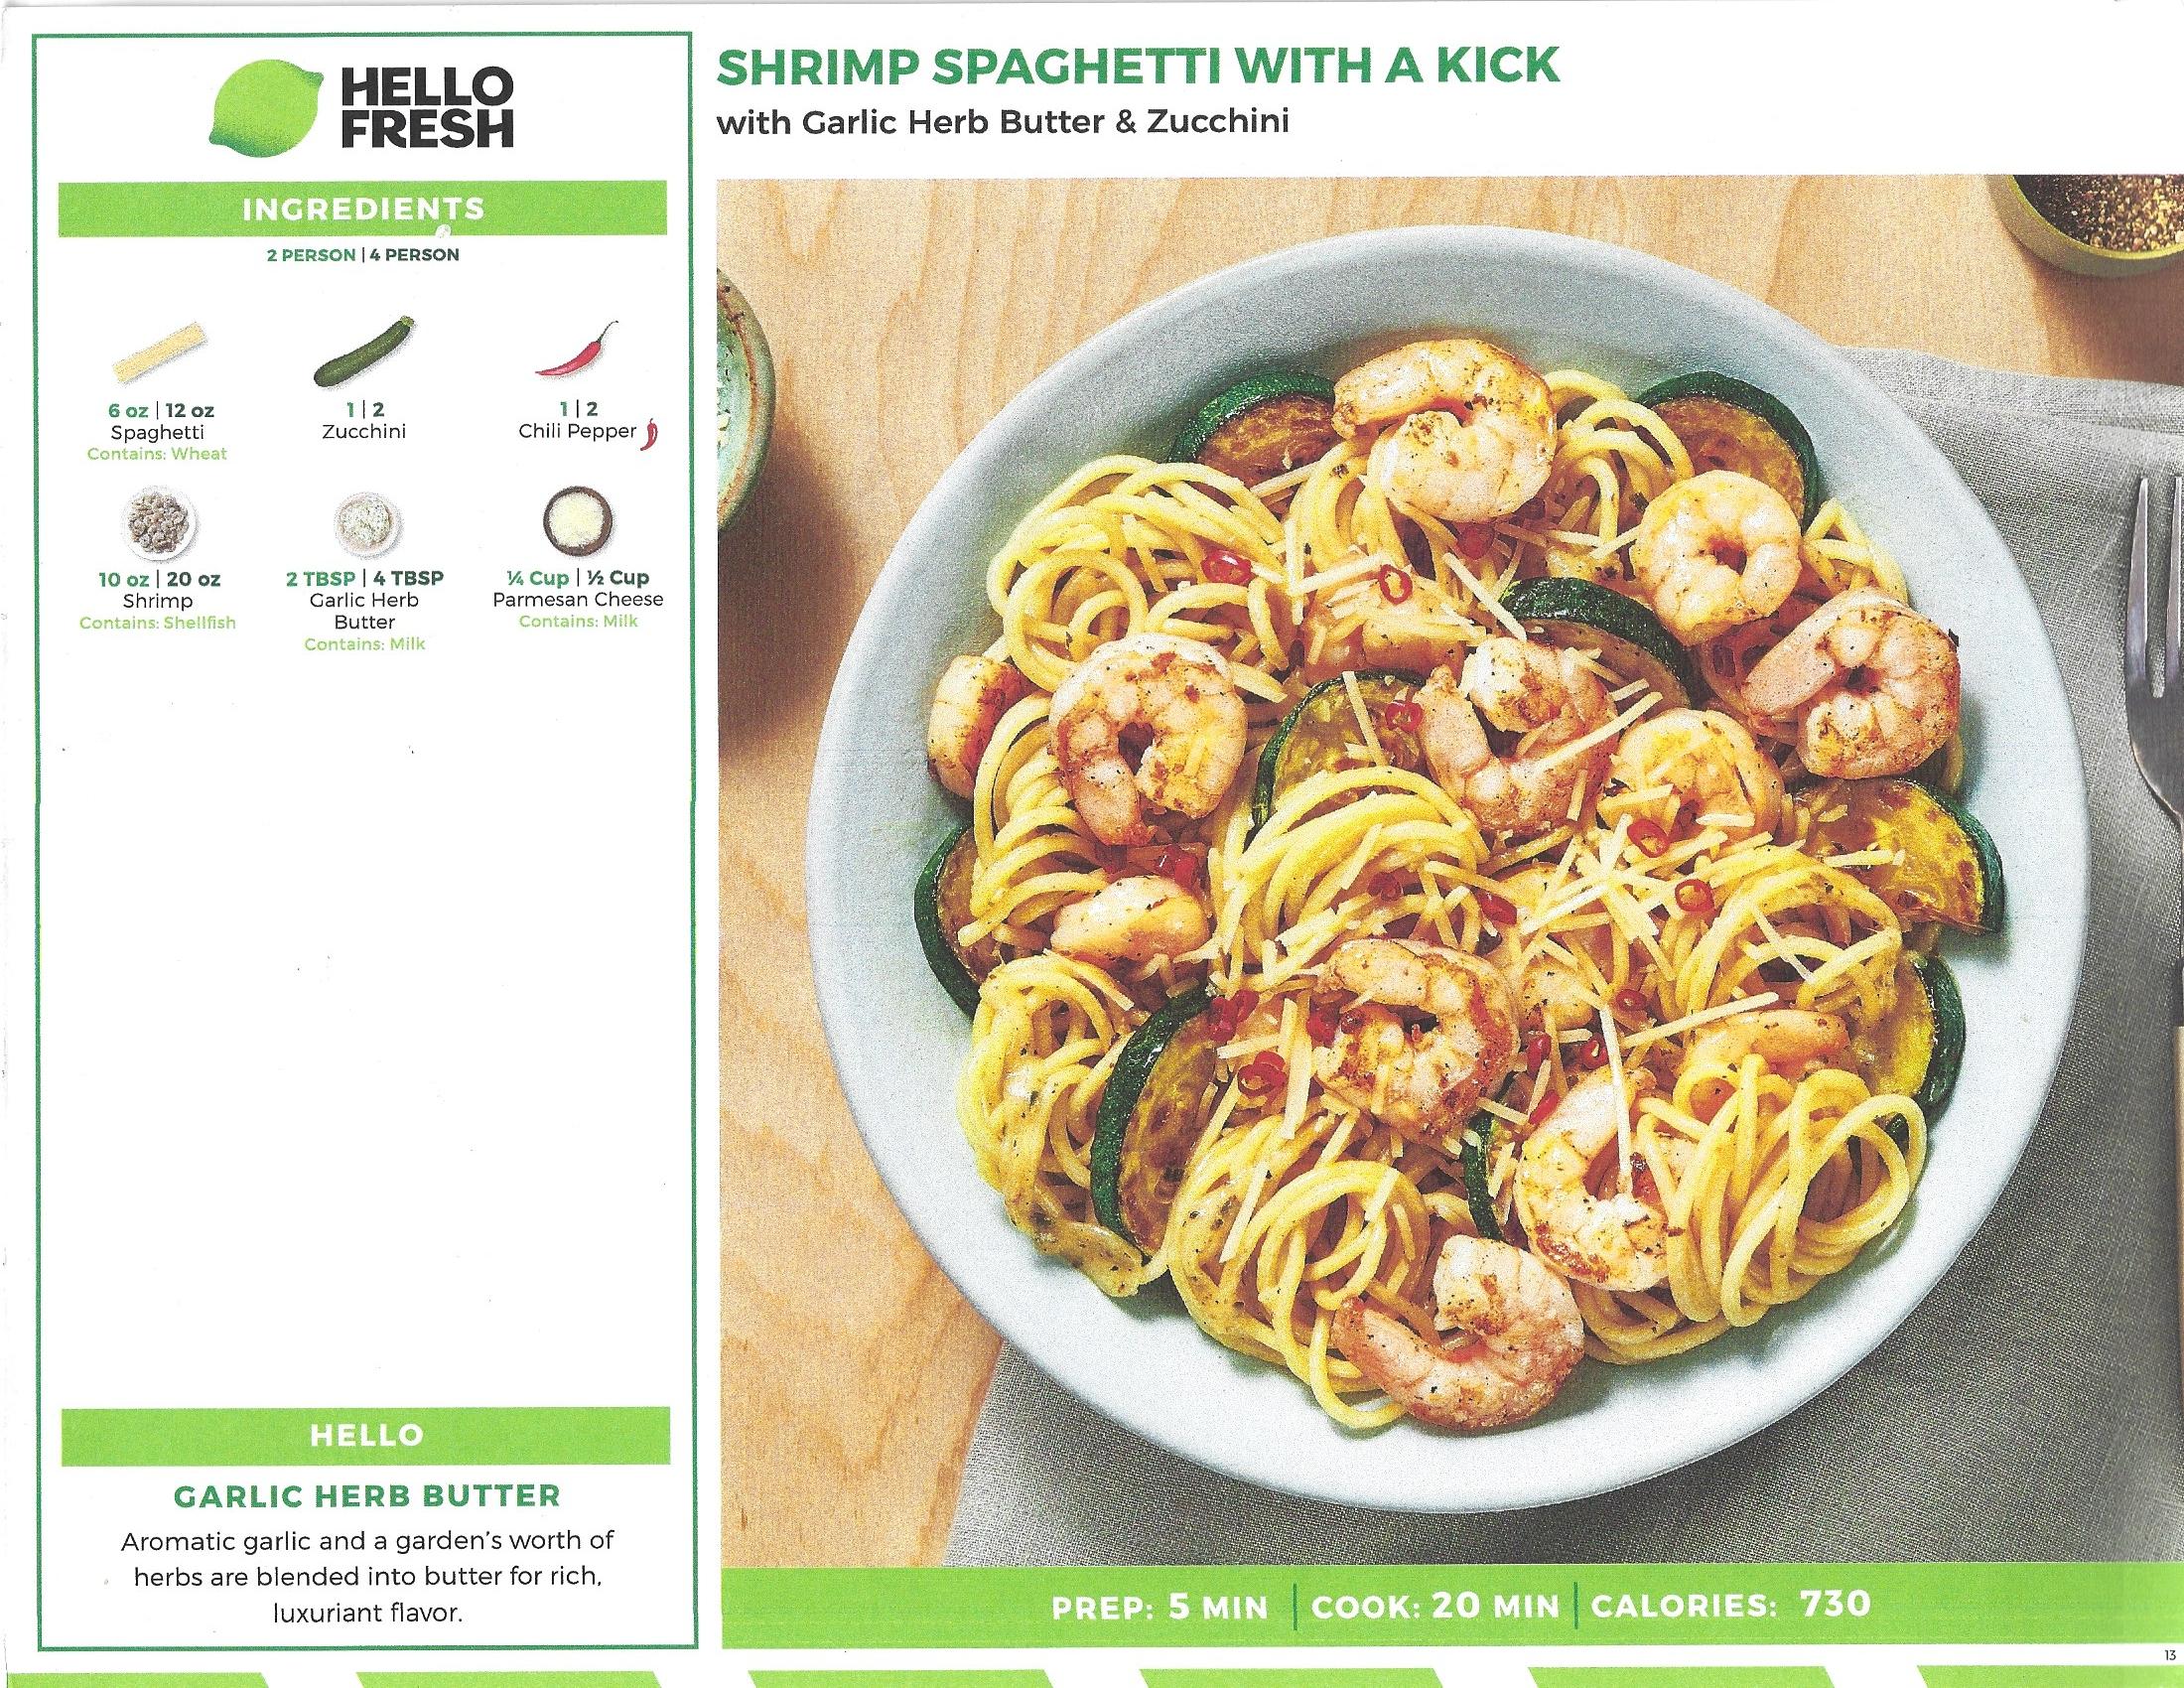 HELLO
FRESH
INGREDIENTS
2 PERSON | 4 PERSON
6 oz | 12 oz
Spaghetti
Contains: Wheat
1 | 2
Zucchini
1 | 2
Chili Pepper
10 oz | 20 oz
Shrimp
Contains: Shellfish
2 TBSP | 4 TBSP
Garlic Herb
Butter
Contains: Milk
¼ Cup | ½ Cup
Parmesan Cheese
Contains: Milk
HELLO
GARLIC HERB BUTTER
Aromatic garlic and a garden's worth of
herbs are blended into butter for rich,
luxuriant flavor.
SHRIMP SPAGHETTI WITH A KICK
with Garlic Herb Butter & Zucchini
PREP: 5 MIN | COOK: 20 MIN | CALORIES: 730
13